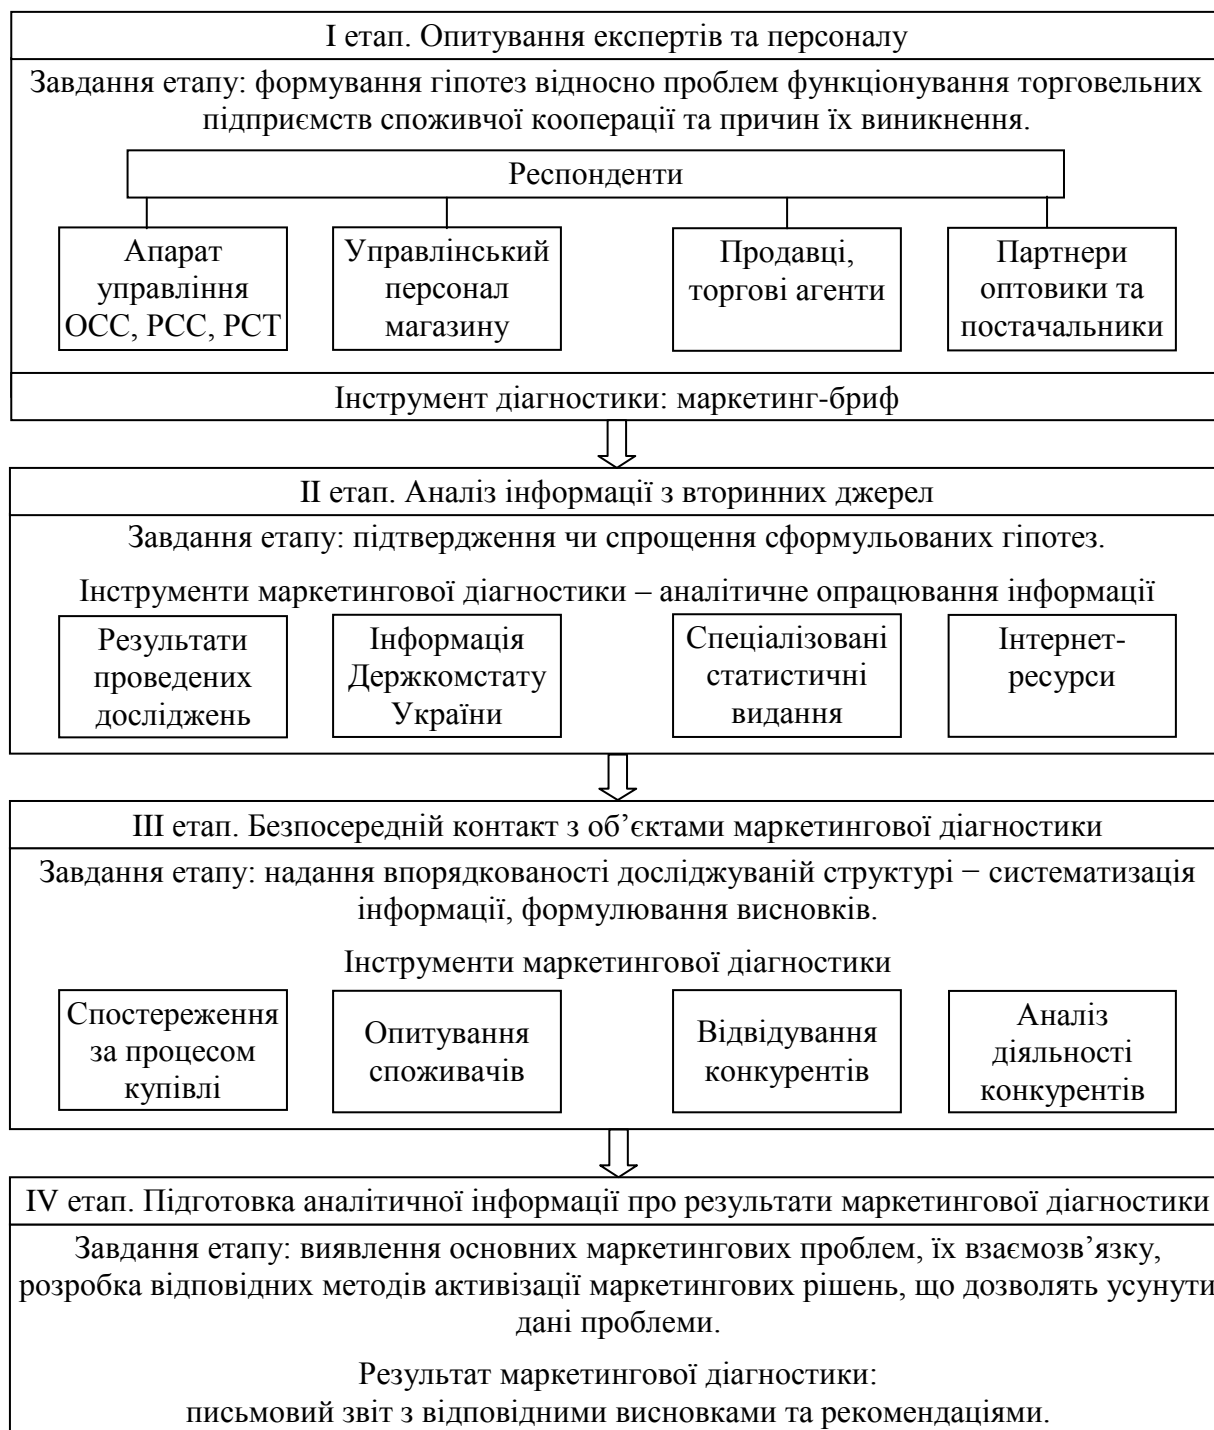 І етап. Опитування експертів та персоналу
Завдання етапу: формування гіпотез відносно проблем функціонування торговельних
підприємств споживчої кооперації та причин їх виникнення.
Респонденти
Апарат
управління
ОСС, РСС, РСТ
Управлінський
персонал
магазину
Продавці,
торгові агенти
Партнери
оптовики та
постачальники
Інструмент діагностики: маркетинг-бриф
ІІ етап. Аналіз інформації з вторинних джерел
Завдання етапу: підтвердження чи спрощення сформульованих гіпотез.
Інструменти маркетингової діагностики – аналітичне опрацювання інформації
Результати
проведених
досліджень
Інформація
Держкомстату
України
Спеціалізовані
статистичні
видання
Інтернет-
ресурси
ІІІ етап. Безпосередній контакт з об’єктами маркетингової діагностики
Завдання етапу: надання впорядкованості досліджуваній структурі − систематизація
інформації, формулювання висновків.
Інструменти маркетингової діагностики
Спостереження
за процесом
купівлі
Опитування
споживачів
Відвідування
конкурентів
Аналіз
діяльності
конкурентів
IV етап. Підготовка аналітичної інформації про результати маркетингової діагностики
Завдання етапу: виявлення основних маркетингових проблем, їх взаємозв’язку,
розробка відповідних методів активізації маркетингових рішень, що дозволять усунути
дані проблеми.
Результат маркетингової діагностики:
письмовий звіт з відповідними висновками та рекомендаціями.